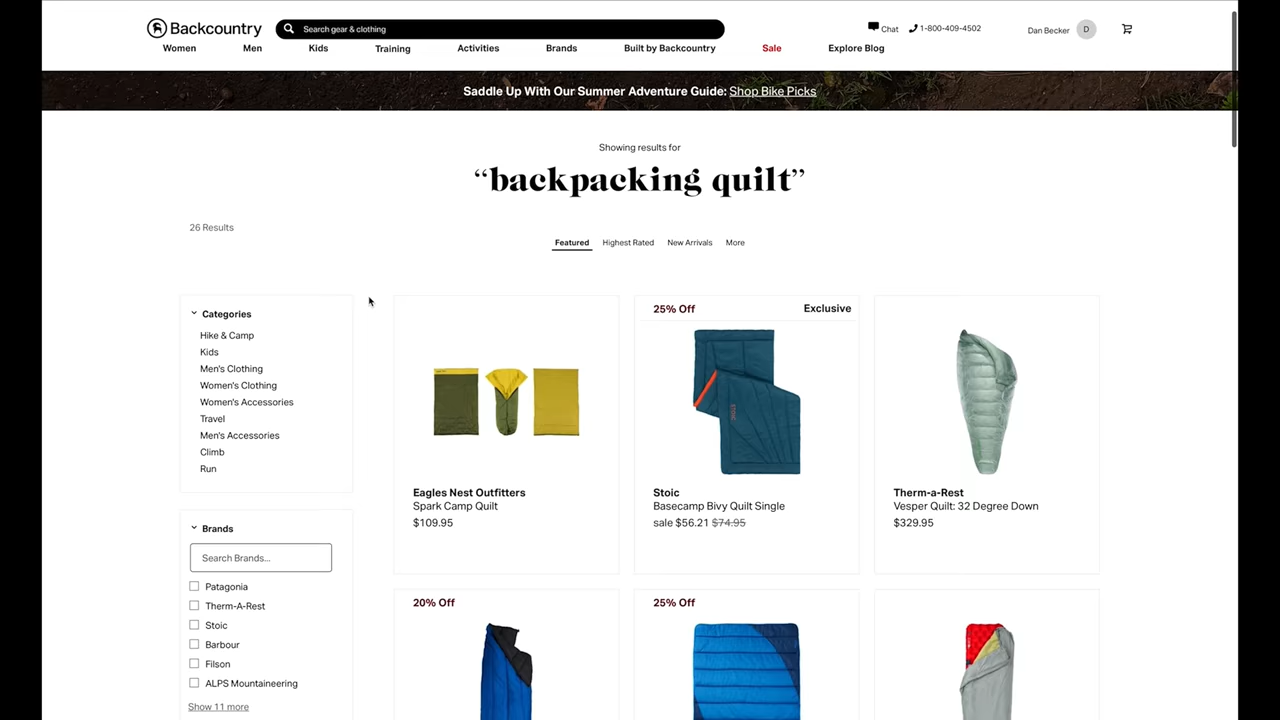 Backcountry
Search gear & clothing
Chat
1-800-409-4502
Dan Becker
D
Women
Men
Kids
Training
Activities
Brands
Built by Backcountry
Sale
Explore Blog
Saddle Up With Our Summer Adventure Guide: Shop Bike Picks
Showing results for
“backpacking quilt”
26 Results
Featured
Highest Rated
New Arrivals
More
Categories
Hike & Camp
Kids
Men's Clothing
Women's Clothing
Women's Accessories
Travel
Men's Accessories
Climb
Run
Brands
Search Brands...
Patagonia
Therm-A-Rest
Stoic
Barbour
Filson
ALPS Mountaineering
Show 11 more
Eagles Nest Outfitters
Spark Camp Quilt
$109.95
25% Off
Exclusive
STOIC
Stoic
Basecamp Bivy Quilt Single
sale $56.21 $74.95
Therm-a-Rest
Vesper Quilt: 32 Degree Down
$329.95
20% Off
25% Off